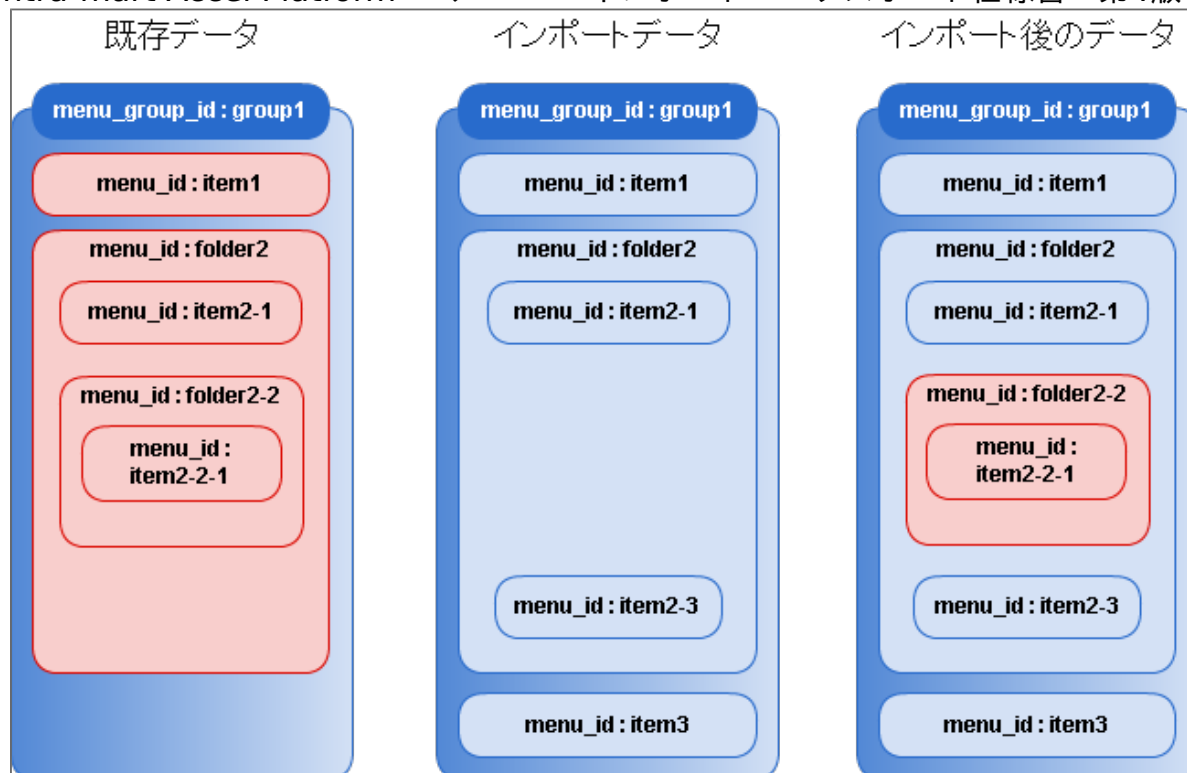 既存データ
menu_group_id : group1
menu_id : item1
menu_id : folder2
menu_id : item2-1
menu_id : folder2-2
menu_id :
item2-2-1
インポートデータ
menu_group_id : group1
menu_id : item1
menu_id : folder2
menu_id : item2-1
menu_id : item2-3
menu_id : item3
インポート後のデータ
menu_group_id : group1
menu_id : item1
menu_id : folder2
menu_id : item2-1
menu_id : folder2-2
menu_id :
item2-2-1
menu_id : item2-3
menu_id : item3